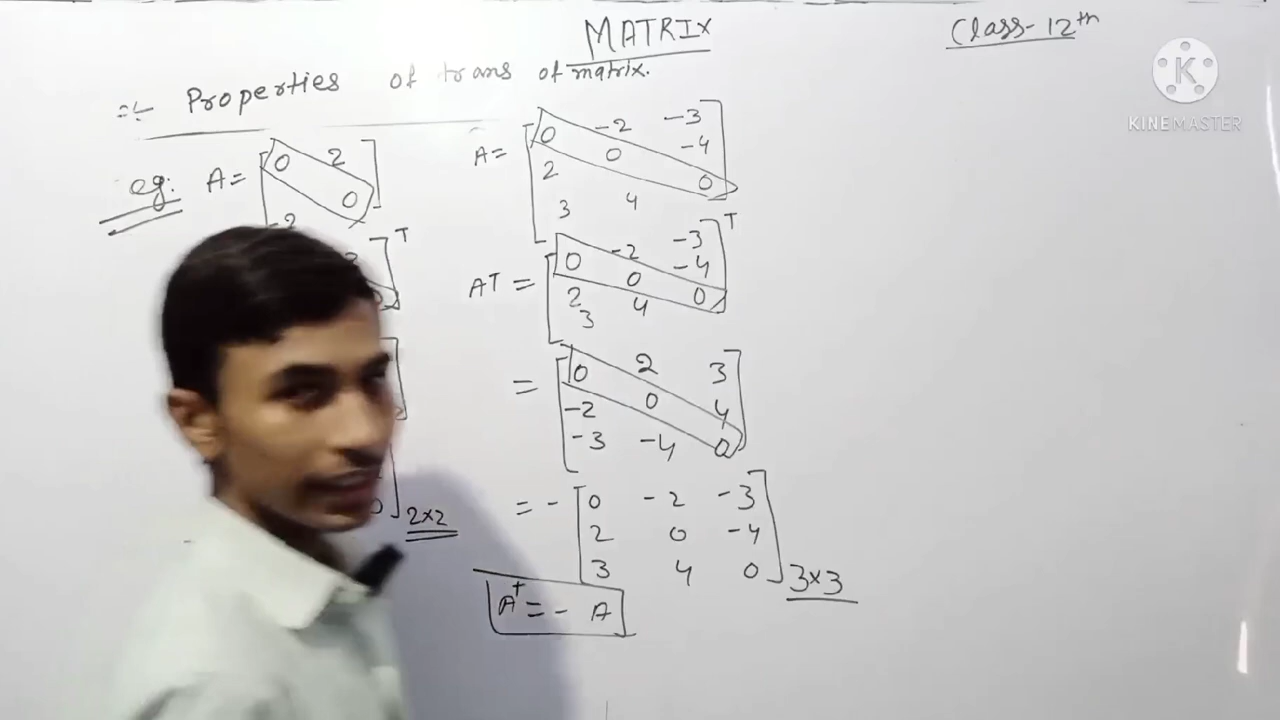 MATRIX
Class-12th
Properties of trans of matrix.
KINEMASTER
eg: A = [0 2
-2 0]
T
2×2
A = [0 -2 -3
2 0 -4
3 4 0]
AT = [0 -2 -3
2 0 -4
3 4 0]T
= [0 2 3
-2 0 4
-3 -4 0]
= - [0 -2 -3
2 0 -4
3 4 0] 3×3
AT = - A